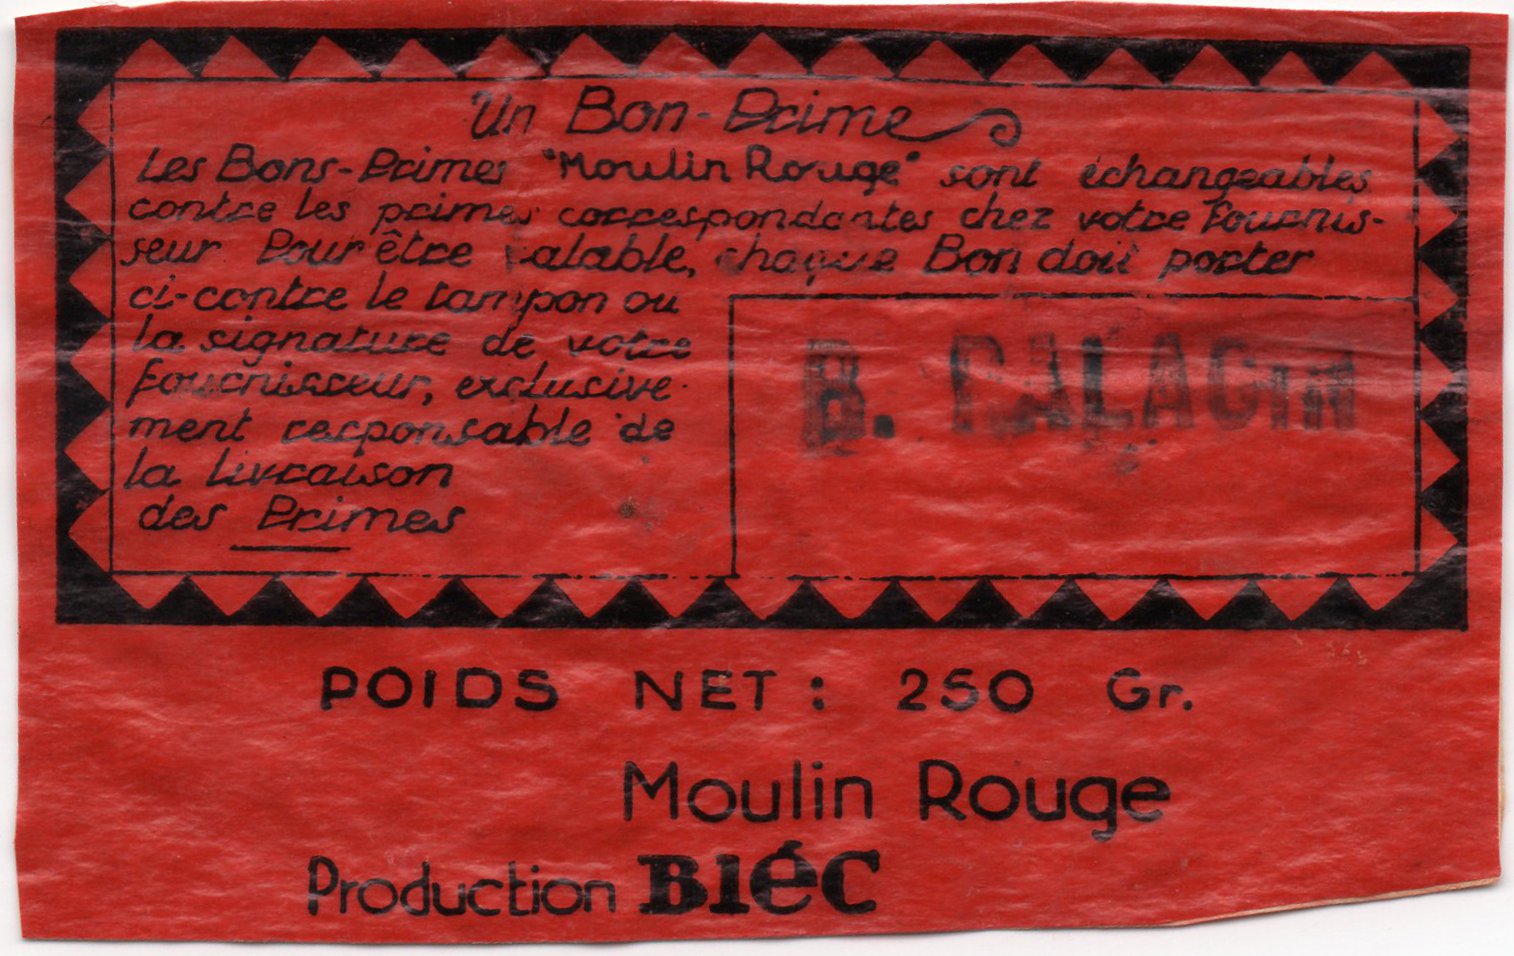 Un Bon-Prime
Les Bons-Primes "Moulin Rouge" sont échangeables
contre les primes correspondantes chez votre fournis-
seur Pour être valable, chaque Bon doit porter
ci-contre le tampon ou
la signature de votre
fournisseur, exclusive-
ment responsable de
la Livraison
des Primes
B.
POIDS NET : 250 Gr.
Moulin Rouge
Production BIéC